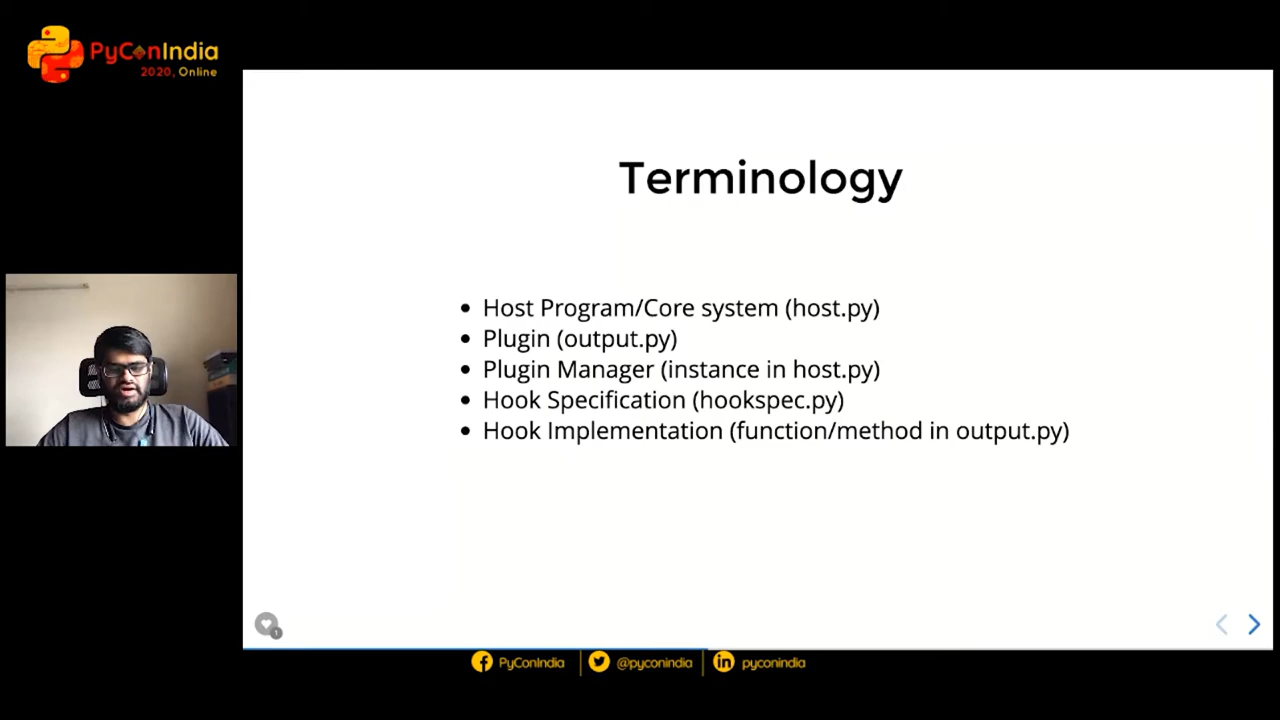 PyConIndia
2020, Online
Terminology
Host Program/Core system (host.py)
Plugin (output.py)
Plugin Manager (instance in host.py)
Hook Specification (hookspec.py)
Hook Implementation (function/method in output.py)
1
PyConIndia
@pyconindia
pyconindia